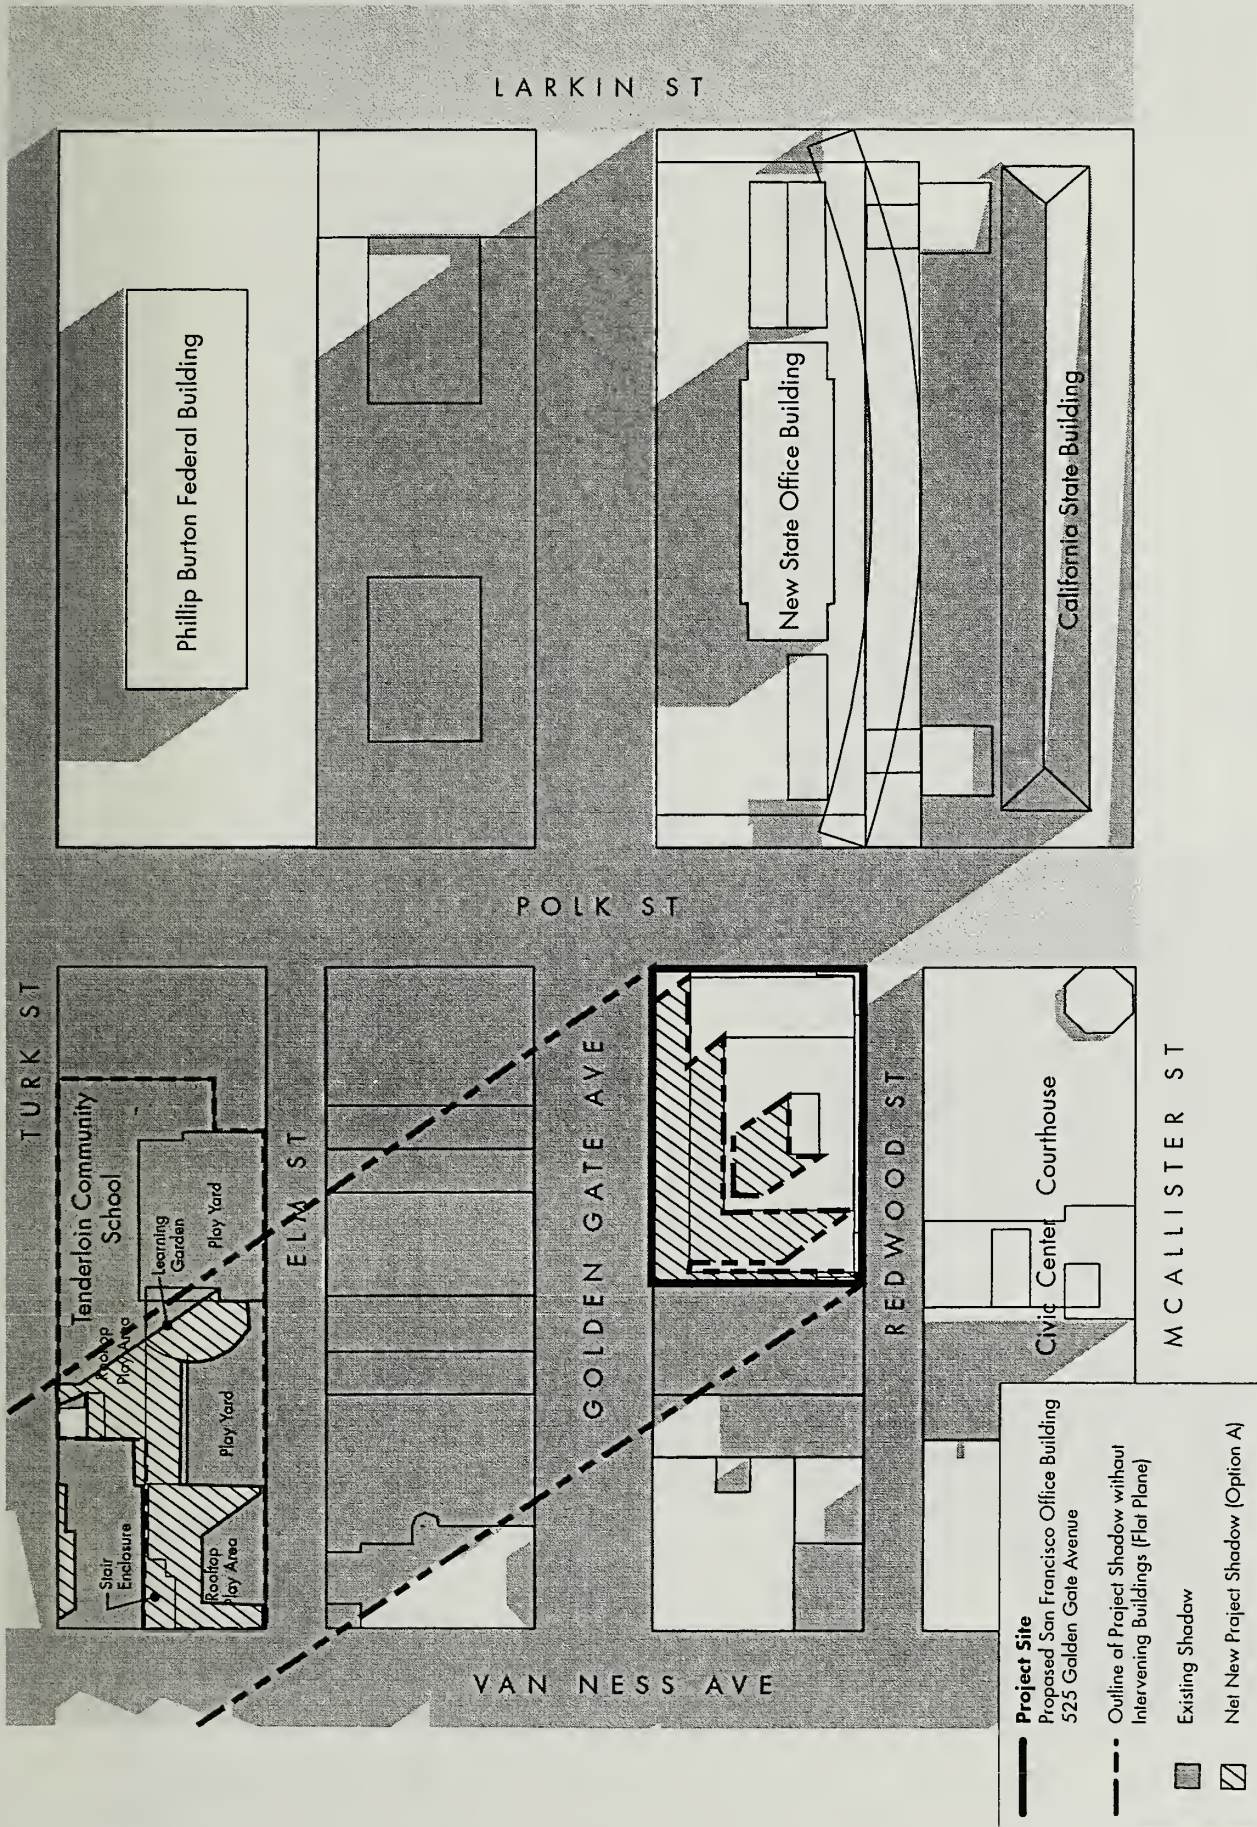 LARKIN ST
Phillip Burton Federal Building
New State Office Building
California State Building
POLK ST
TURK ST
Tenderloin Community
School
Learning
Garden
Play Yard
Rooftop
Play Area
Play Yard
Stair
Enclosure
Rooftop
Play Area
ELM ST
GOLDEN GATE AVE
REDWOOD ST
Civic Center Courthouse
MCALLISTER ST
VAN NESS AVE
Project Site
Proposed San Francisco Office Building
525 Golden Gate Avenue
Outline of Project Shadow without
Intervening Buildings (Flat Plane)
Existing Shadow
Net New Project Shadow (Option A)